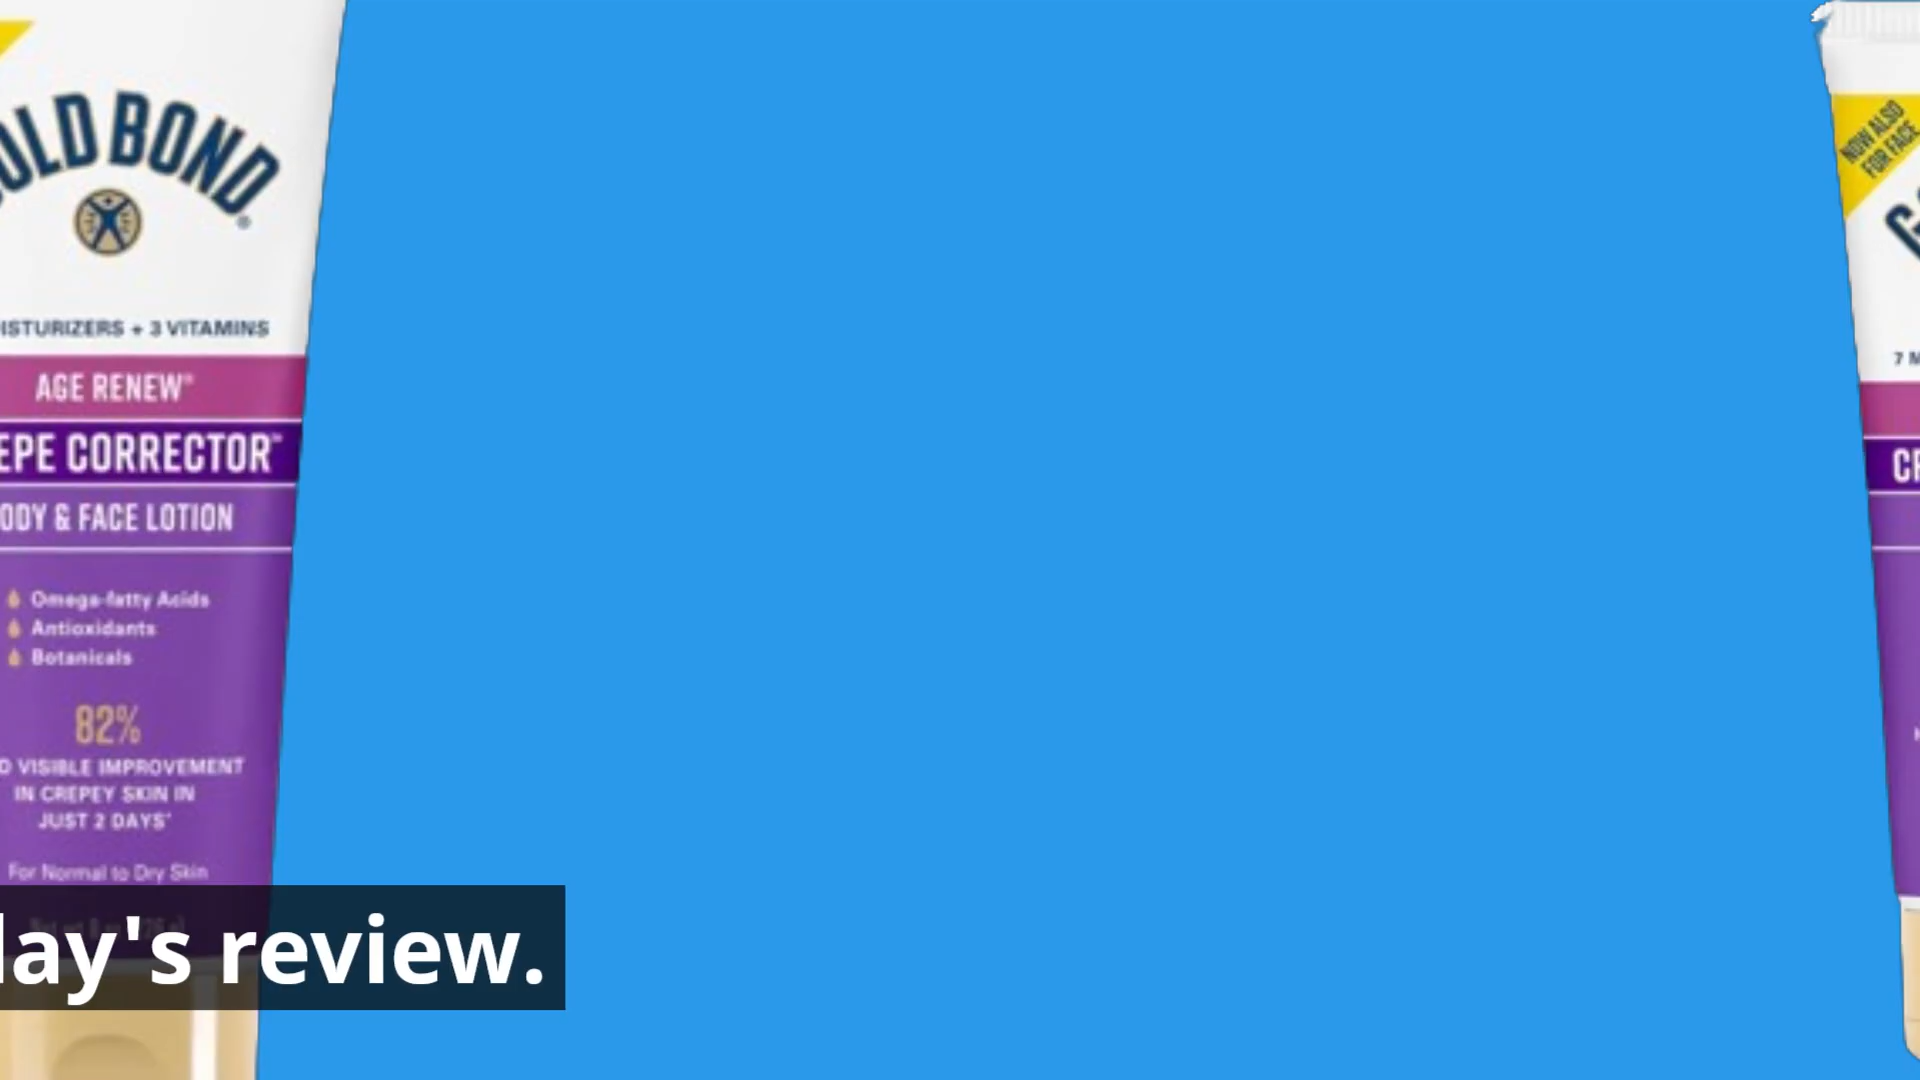 OLD BOND
ISTURIZERS + 3 VITAMINS
AGE RENEW®
EPE CORRECTOR™
ODY & FACE LOTION
Omega-fatty Acids
Antioxidants
Botanicals
82%
D VISIBLE IMPROVEMENT
IN CREPEY SKIN IN
JUST 2 DAYS*
For Normal to Dry Skin
lay's review.
NOW ALSO
FOR FACE
G
7 M
CR